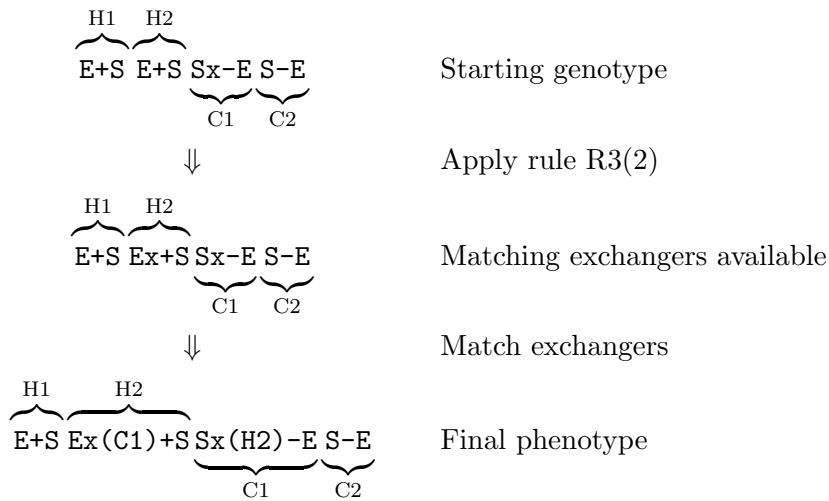 H1 H2
E+S E+S Sx-E S-E Starting genotype
C1 C2
⇓ Apply rule R3(2)
H1 H2
E+S Ex+S Sx-E S-E Matching exchangers available
C1 C2
⇓ Match exchangers
H1 H2
E+S Ex(C1)+S Sx(H2)-E S-E Final phenotype
C1 C2